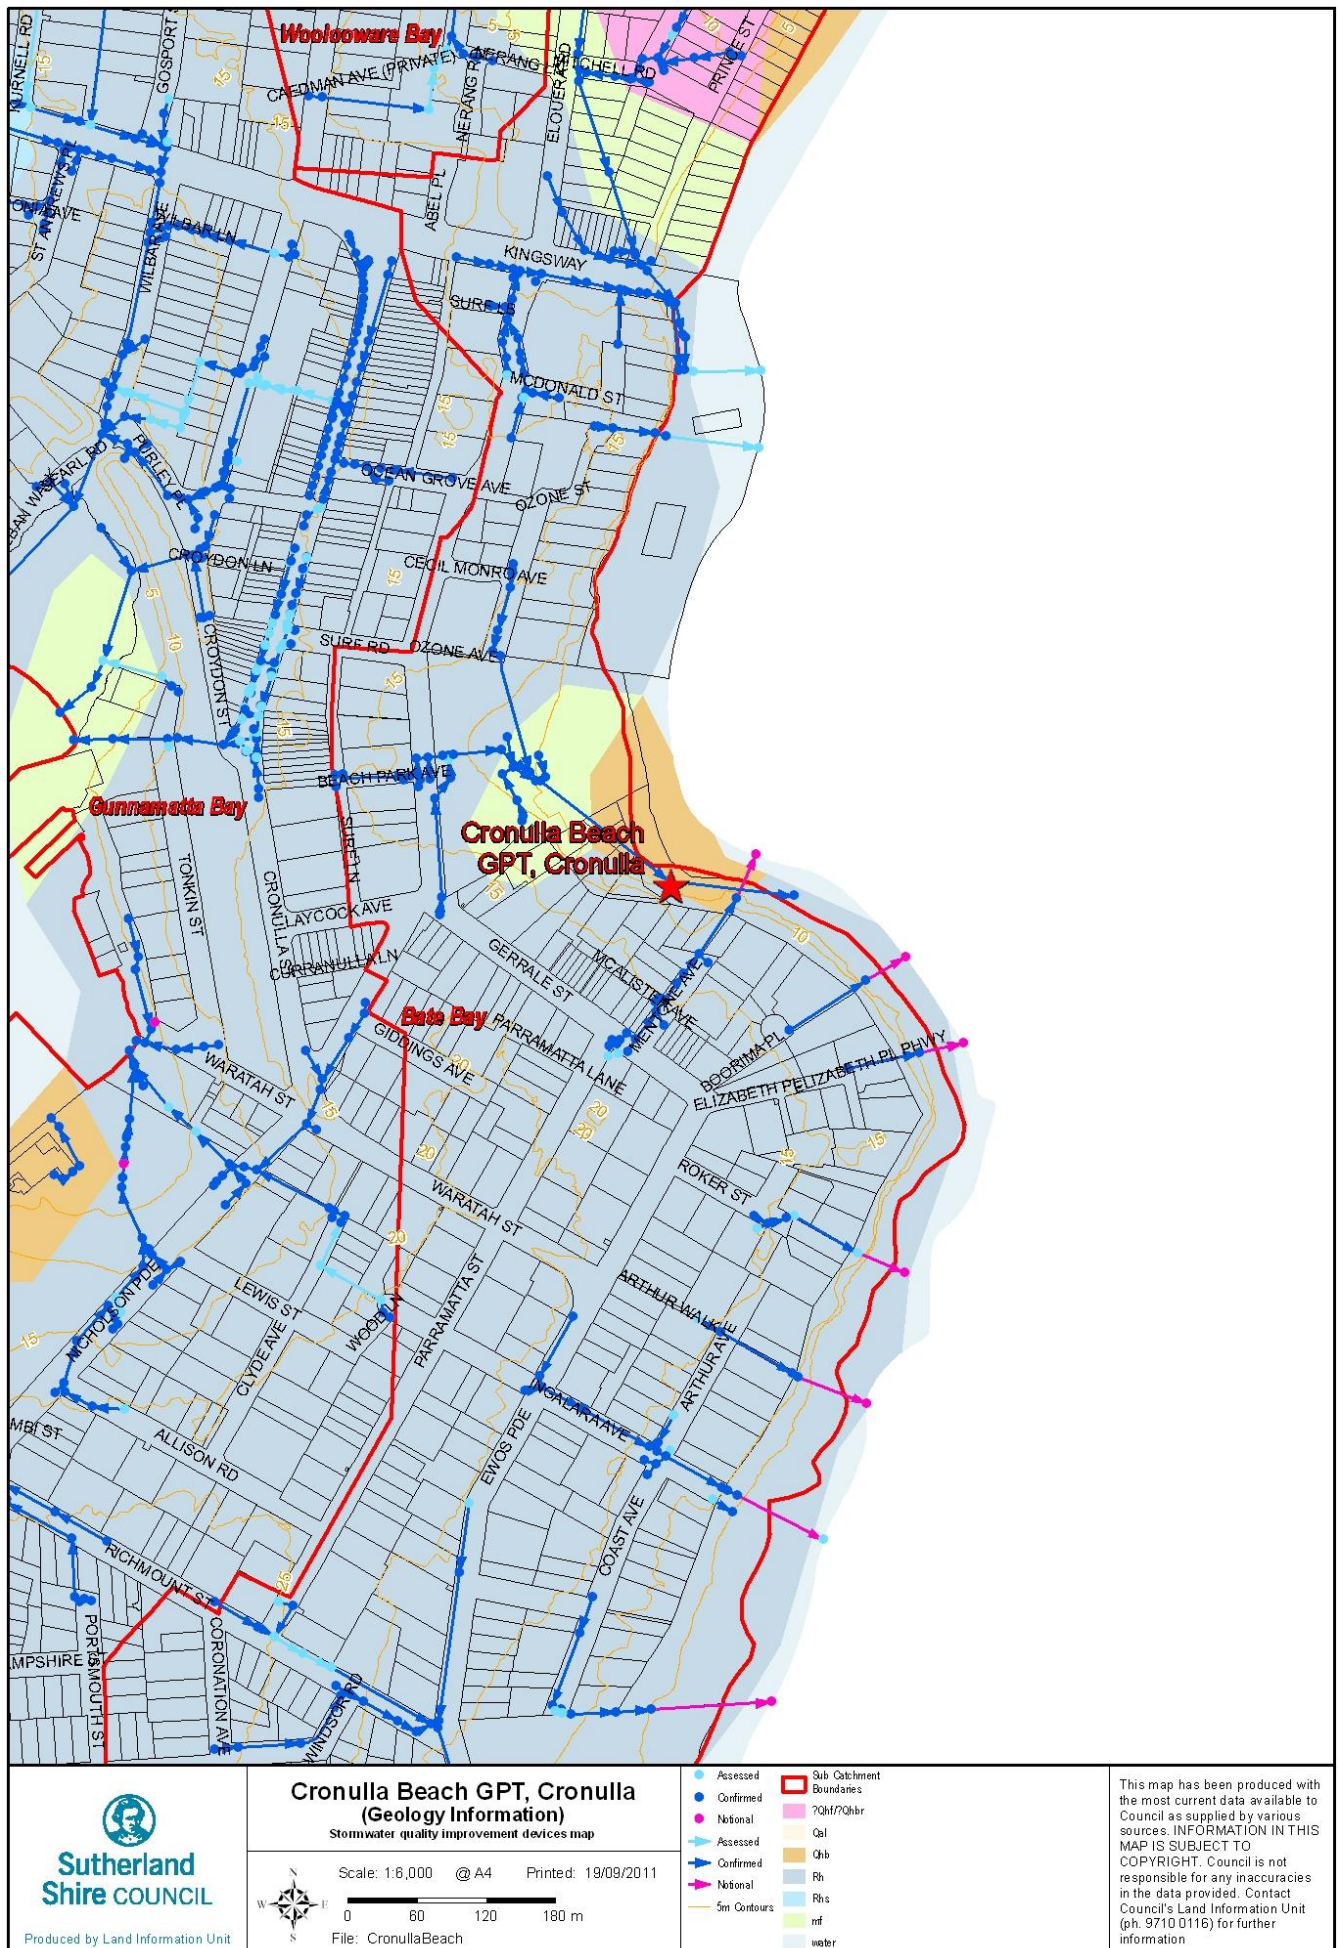 Woolooware Bay
KURNELL RD
GOSPORT
CAEDMAN AVE (PRIVATE)
NERANG RD
NERANG
MITCHELL RD
ELOUERA RD
PRINCE ST
ABEL PL
ST ANDREWS PL
WILBAR AVE
WILBAR LN
KINGSWAY
SURF LB
MCDONALD ST
PURLEY PL
EARL RD
OCEAN GROVE AVE
OZONE ST
CROYDON LN
CECIL MONRO AVE
CROYDON ST
SURF RD
OZONE AVE
BEACH PARK AVE
Gunnamatta Bay
Cronulla Beach
GPT, Cronulla
SURF LN
TONKIN ST
CRONULLA ST
LAYCOCK AVE
CURRANULLA LN
GERRALE ST
MCALISTER AVE
MENTONE AVE
Bate Bay
GIDDINGS AVE
PARRAMATTA LANE
BOORIMA PL
ELIZABETH PL
ELIZABETH PL PHWY
WARATAH ST
ROKER ST
WARATAH ST
NICHOLSON PDE
LEWIS ST
CLYDE AVE
WOOD LN
PARRAMATTA ST
ARTHUR WALK
ARTHUR AVE
INGALARA AVE
EWOS PDE
MBI ST
ALLISON RD
COAST AVE
RICHMOUNT ST
PORTSMOUTH ST
AMPSHIRE S
CORONATION AVE
WINDSOR RD
Sutherland
Shire COUNCIL
Produced by Land Information Unit
Cronulla Beach GPT, Cronulla
(Geology Information)
Stormwater quality improvement devices map
N
W E
S
Scale: 1:6,000 @ A4 Printed: 19/09/2011
0 60 120 180 m
File: CronullaBeach
Assessed
Confirmed
Notional
Assessed
Confirmed
Notional
5m Contours
Sub Catchment
Boundaries
?Qhf/?Qhbr
Qal
Qhb
Rh
Rhs
mf
water
This map has been produced with
the most current data available to
Council as supplied by various
sources. INFORMATION IN THIS
MAP IS SUBJECT TO
COPYRIGHT. Council is not
responsible for any inaccuracies
in the data provided. Contact
Council's Land Information Unit
(ph. 9710 0116) for further
information